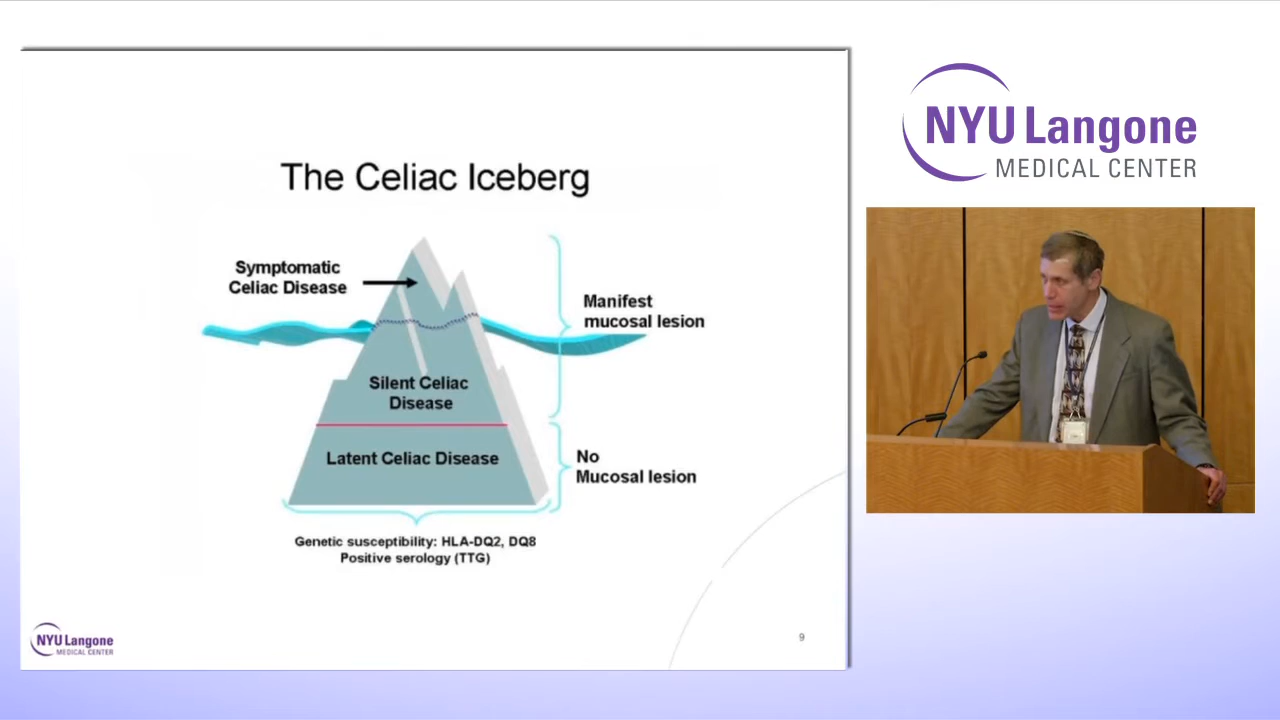 The Celiac Iceberg
Symptomatic
Celiac Disease
Manifest
mucosal lesion
Silent Celiac
Disease
Latent Celiac Disease
No
Mucosal lesion
Genetic susceptibility: HLA-DQ2, DQ8
Positive serology (TTG)
NYU Langone
MEDICAL CENTER
9
NYU Langone
MEDICAL CENTER